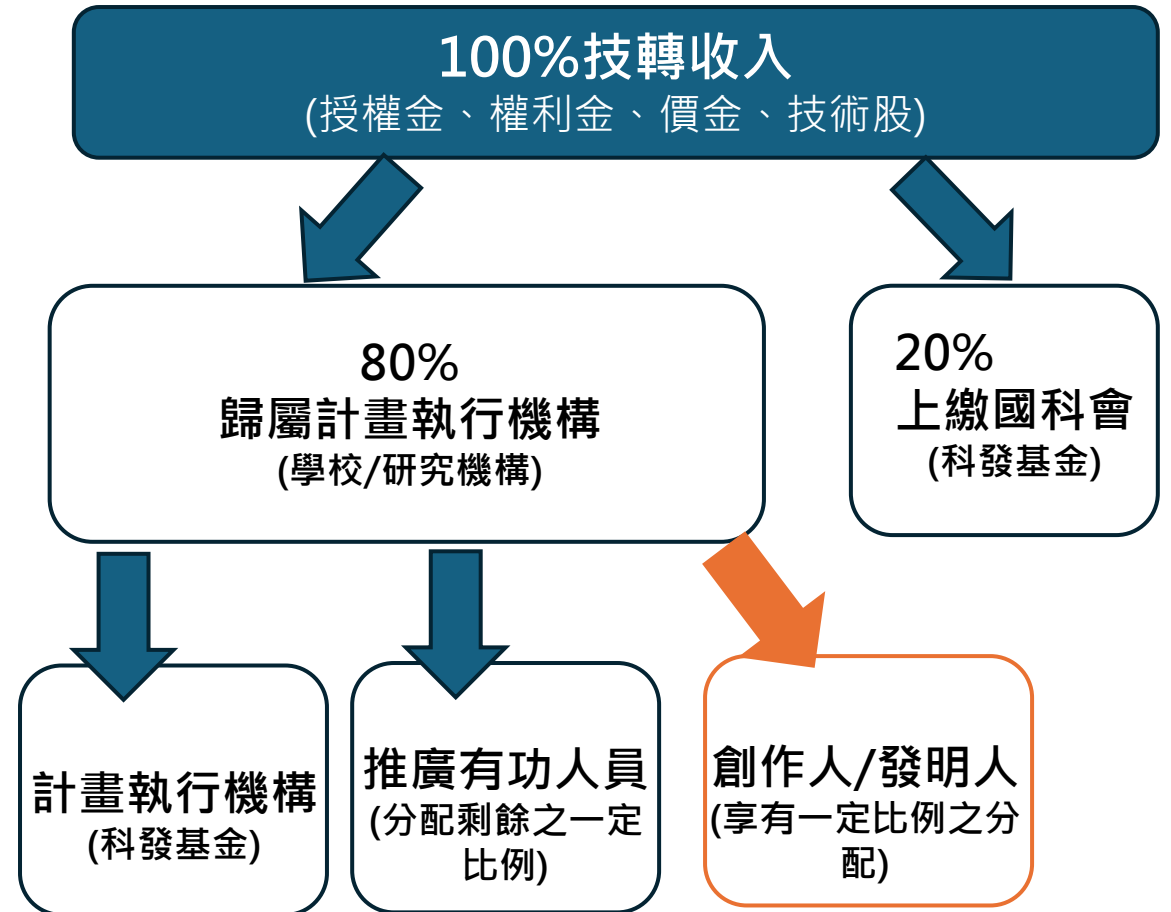 100%技轉收入
(授權金、權利金、價金、技術股)
80%
歸屬計畫執行機構
(學校/研究機構)
20%
上繳國科會
(科發基金)
計畫執行機構
(科發基金)
推廣有功人員
(分配剩餘之一定
比例)
創作人/發明人
(享有一定比例之分
配)